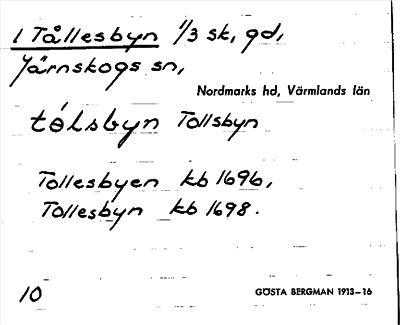 1 Tållesbyn 1/3 sk, gd,
Järnskogs sn,
Nordmarks hd, Värmlands län
tólsbyn Tollsbyn
Tollesbyen kb 1696,
Tollesbyn kb 1698.
10
GÖSTA BERGMAN 1913–16